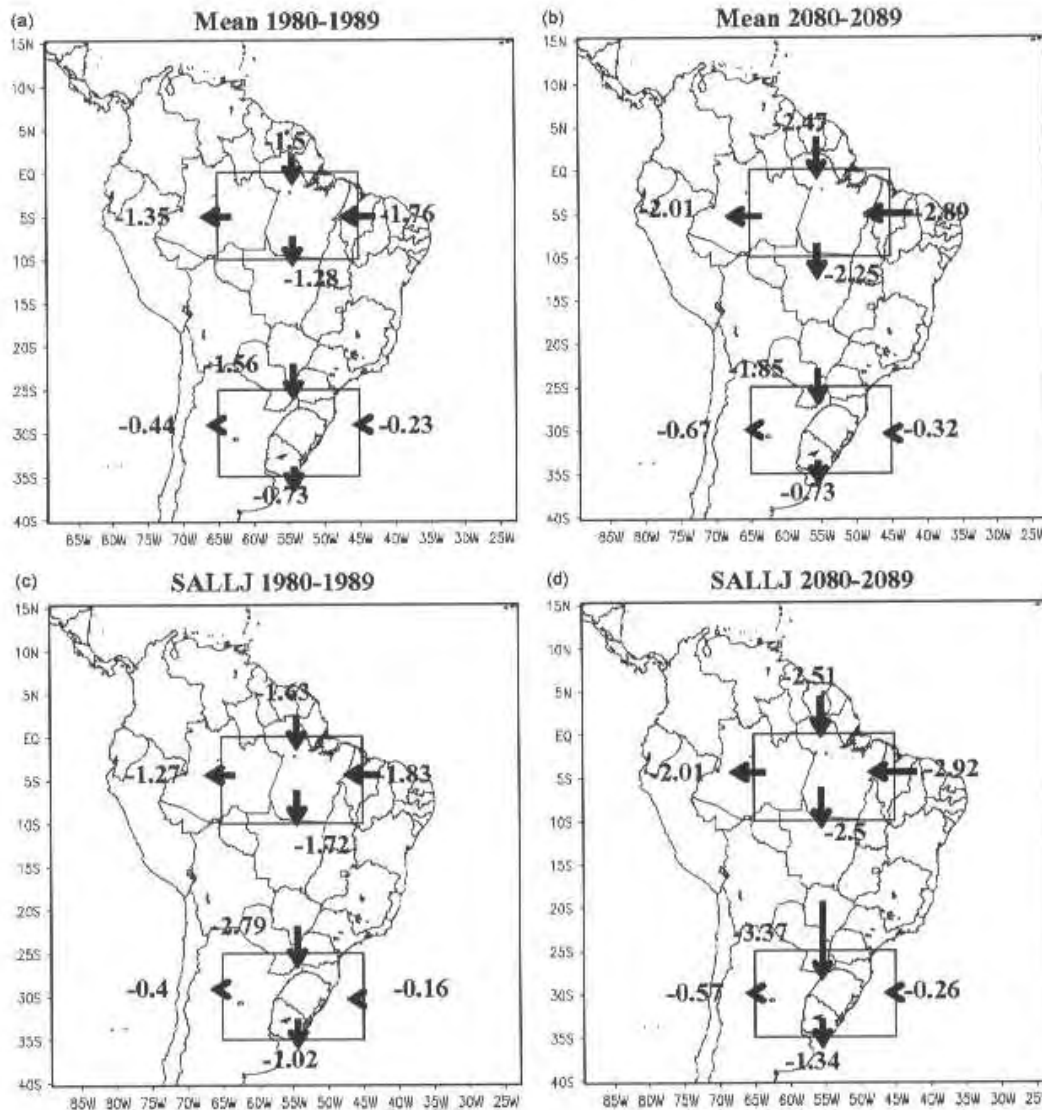 (a) Mean 1980-1989
15N
10N
5N
-1.5
EQ
-1.35
5S
-1.76
10S
-1.28
15S
20S
-1.56
25S
-0.44
-0.23
30S
35S
-0.73
40S
85W 80W 75W 70W 65W 60W 55W 50W 45W 40W 35W 30W 25W
(b) Mean 2080-2089
15N
10N
5N
-2.47
EQ
-2.01
5S
-2.89
10S
-2.25
15S
20S
-1.85
25S
-0.67
-0.32
30S
35S
-0.73
40S
85W 80W 75W 70W 65W 60W 55W 50W 45W 40W 35W 30W 25W
(c) SALLJ 1980-1989
15N
10N
5N
-1.63
EQ
-1.27
5S
-1.83
10S
-1.72
15S
20S
-2.79
25S
-0.4
-0.16
30S
35S
-1.02
40S
85W 80W 75W 70W 65W 60W 55W 50W 45W 40W 35W 30W 25W
(d) SALLJ 2080-2089
15N
10N
5N
-2.51
EQ
-2.01
5S
-2.92
10S
-2.5
15S
20S
-3.37
25S
-0.57
-0.26
30S
35S
-1.34
40S
85W 80W 75W 70W 65W 60W 55W 50W 45W 40W 35W 30W 25W